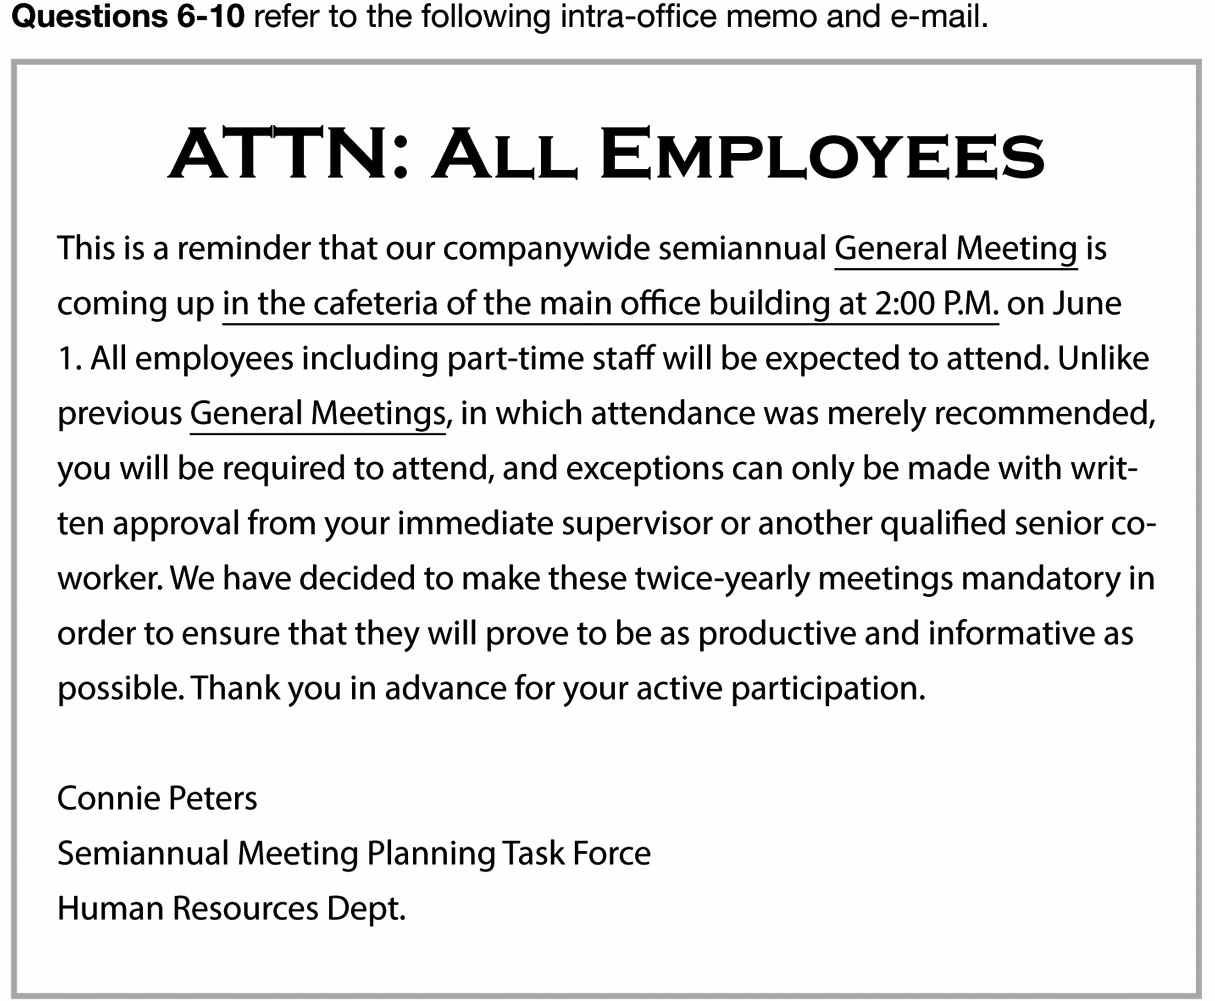 Questions 6-10 refer to the following intra-office memo and e-mail.
ATTN: ALL EMPLOYEES
This is a reminder that our companywide semiannual General Meeting is
coming up in the cafeteria of the main office building at 2:00 P.M. on June
1. All employees including part-time staff will be expected to attend. Unlike
previous General Meetings, in which attendance was merely recommended,
you will be required to attend, and exceptions can only be made with writ-
ten approval from your immediate supervisor or another qualified senior co-
worker. We have decided to make these twice-yearly meetings mandatory in
order to ensure that they will prove to be as productive and informative as
possible. Thank you in advance for your active participation.
Connie Peters
Semiannual Meeting Planning Task Force
Human Resources Dept.